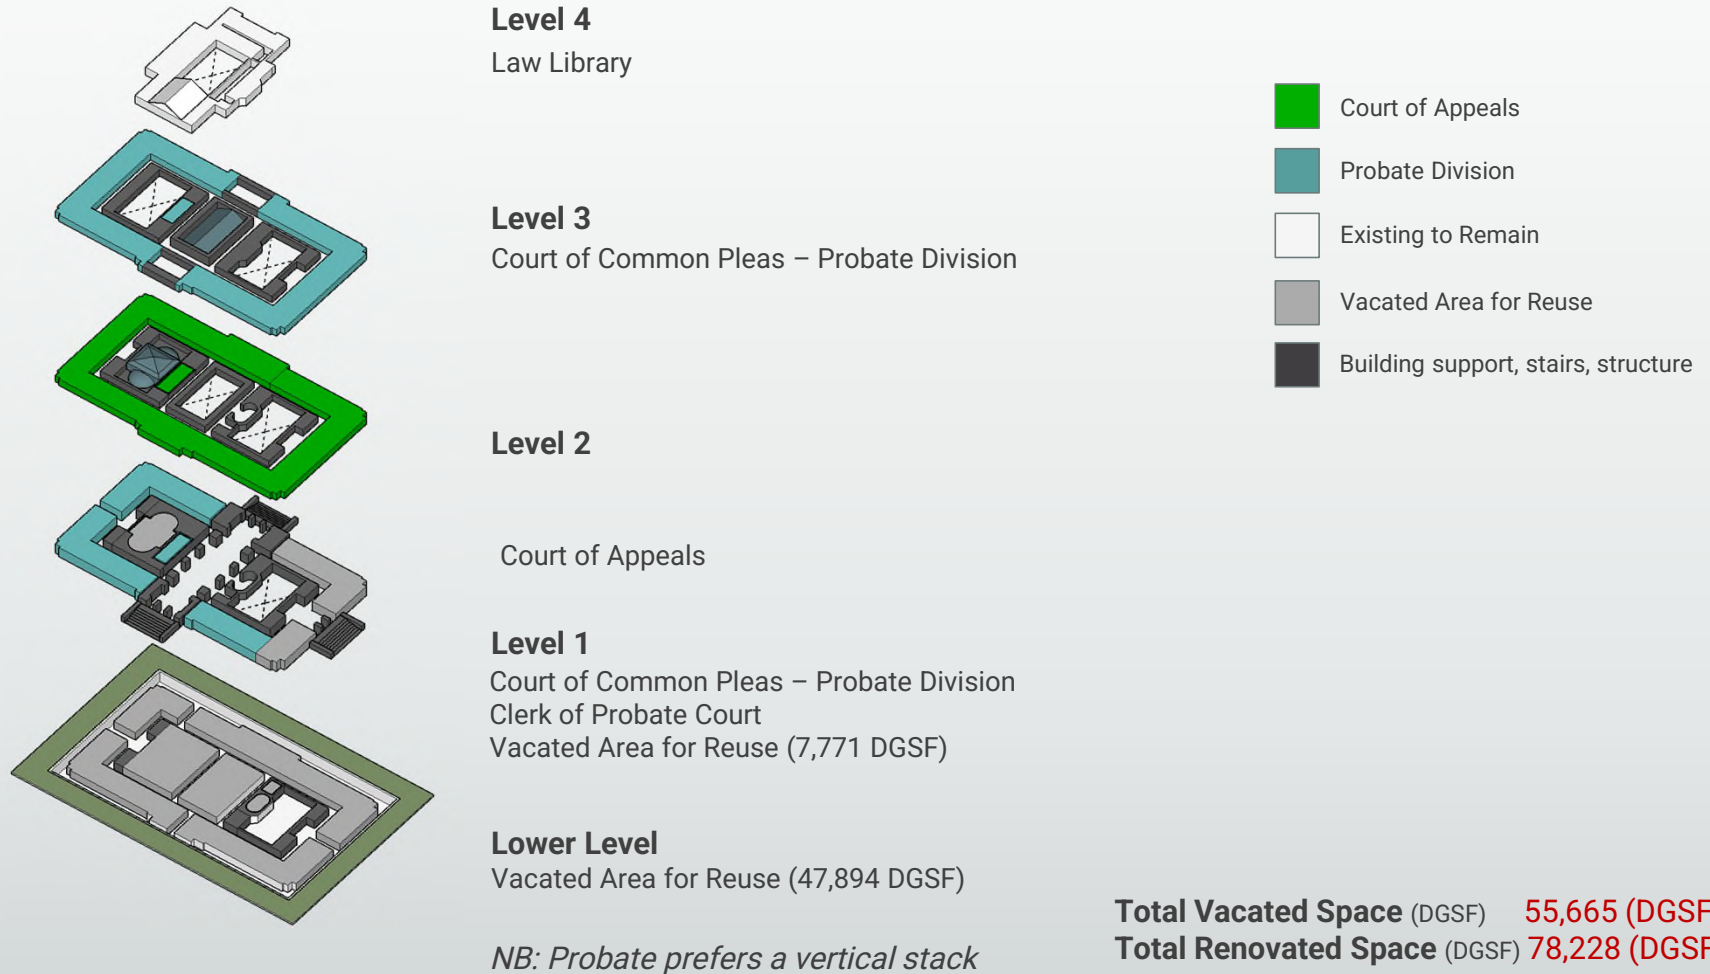 Level 4
Law Library
Level 3
Court of Common Pleas – Probate Division
Level 2
Court of Appeals
Level 1
Court of Common Pleas – Probate Division
Clerk of Probate Court
Vacated Area for Reuse (7,771 DGSF)
Lower Level
Vacated Area for Reuse (47,894 DGSF)
NB: Probate prefers a vertical stack
Court of Appeals
Probate Division
Existing to Remain
Vacated Area for Reuse
Building support, stairs, structure
Total Vacated Space (DGSF) 55,665 (DGSF
Total Renovated Space (DGSF) 78,228 (DGSF